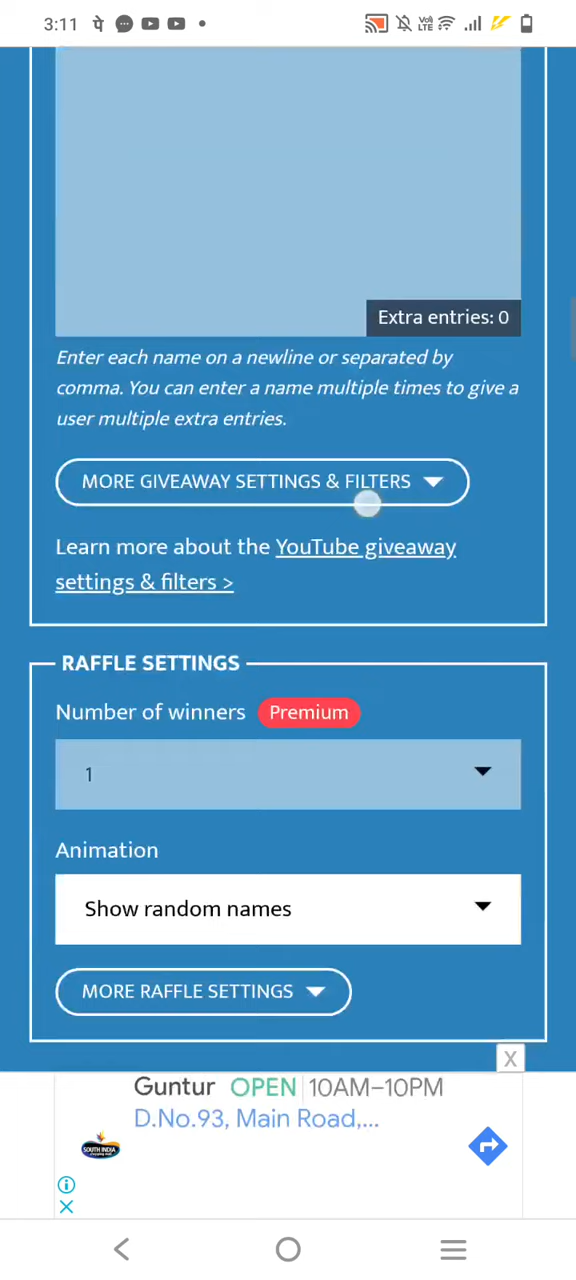 3:11
Extra entries: 0
Enter each name on a newline or separated by
comma. You can enter a name multiple times to give a
user multiple extra entries.
MORE GIVEAWAY SETTINGS & FILTERS
Learn more about the YouTube giveaway
settings & filters >
RAFFLE SETTINGS
Number of winners Premium
1
Animation
Show random names
MORE RAFFLE SETTINGS
X
Guntur OPEN 10AM–10PM
D.No.93, Main Road,...
SOUTH INDIA